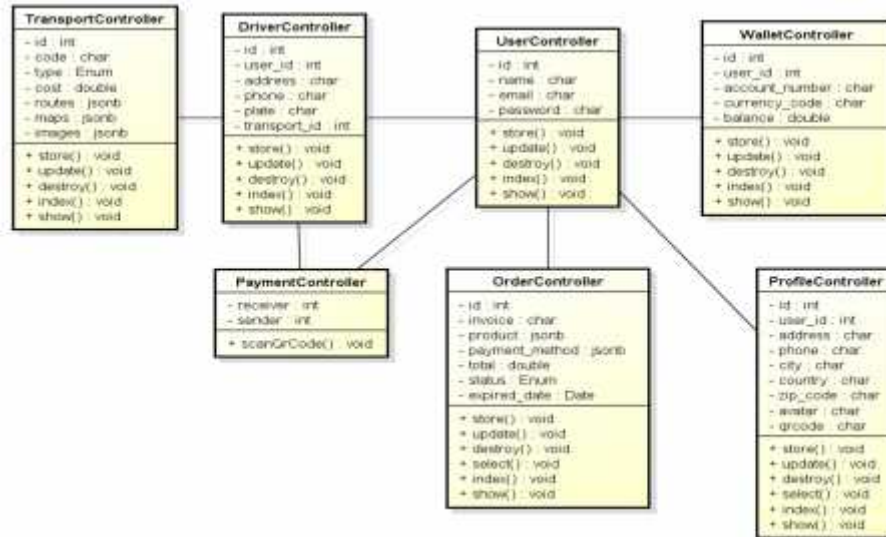 TransportController
- id : int
- code : char
- type : Enum
- cost : double
- routes : jsonb
- maps : jsonb
- images : jsonb
+ store() : void
+ update() : void
+ destroy() : void
+ index() : void
+ show() : void
DriverController
- id : int
- user_id : int
- address : char
- phone : char
- plate : char
- transport_id : int
+ store() : void
+ update() : void
+ destroy() : void
+ index() : void
+ show() : void
UserController
- id : int
- name : char
- email : char
- password : char
+ store() : void
+ update() : void
+ destroy() : void
+ index() : void
+ show() : void
WalletController
- id : int
- user_id : int
- account_number : char
- currency_code : char
- balance : double
+ store() : void
+ update() : void
+ destroy() : void
+ index() : void
+ show() : void
PaymentController
- receiver : int
- sender : int
+ scanGrCode() : void
OrderController
- id : int
- invoice : char
- product : jsonb
- payment_method : jsonb
- total : double
- status : Enum
- expired_date : Date
+ store() : void
+ update() : void
+ destroy() : void
+ select() : void
+ index() : void
+ show() : void
ProfileController
- id : int
- user_id : int
- address : char
- phone : char
- city : char
- country : char
- zip_code : char
- avatar : char
- qrcode : char
+ store() : void
+ update() : void
+ destroy() : void
+ select() : void
+ index() : void
+ show() : void